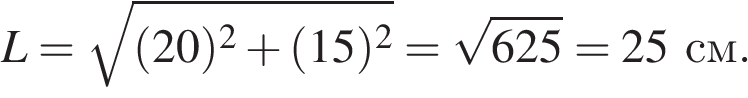 L = √((20)² + (15)²) = √625 = 25 см.